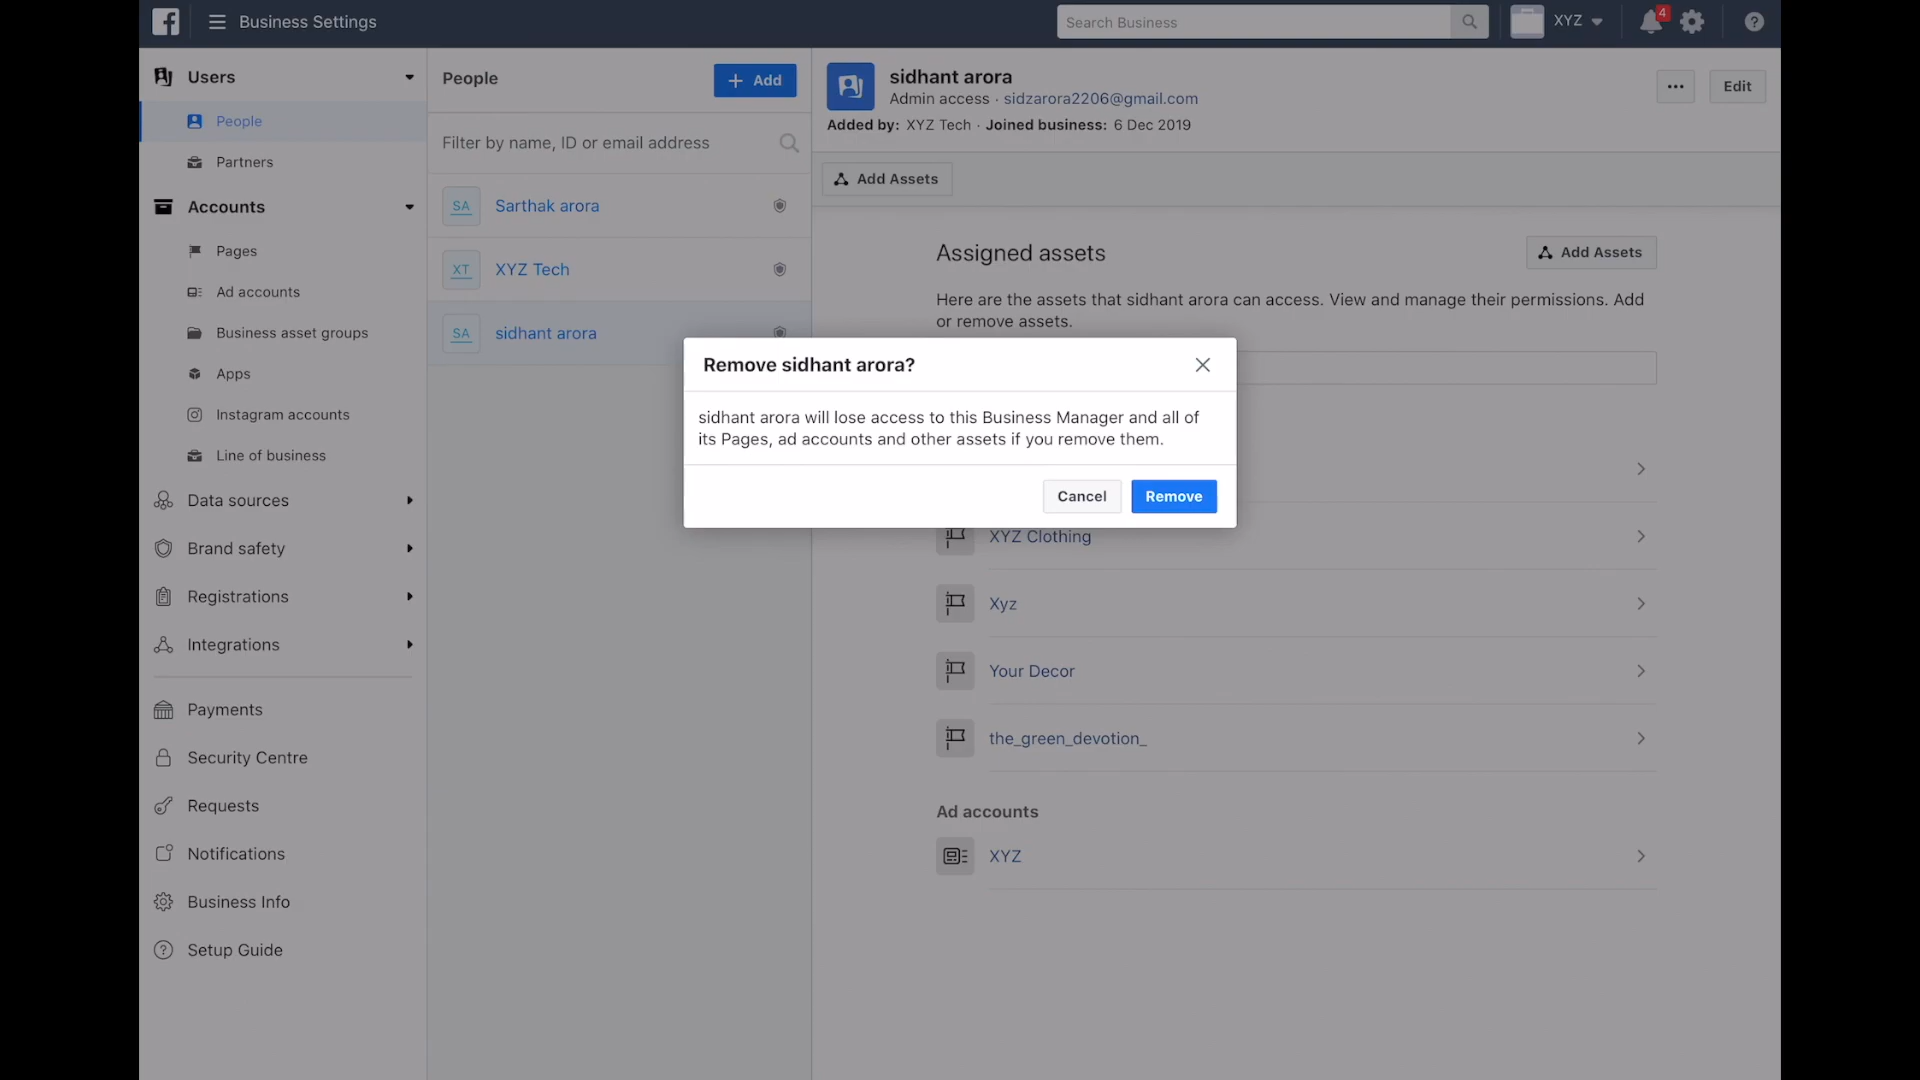 Business Settings
Search Business
XYZ
4
Users
People
Partners
Accounts
Pages
Ad accounts
Business asset groups
Apps
Instagram accounts
Line of business
Data sources
Brand safety
Registrations
Integrations
Payments
Security Centre
Requests
Notifications
Business Info
Setup Guide
People
+ Add
Filter by name, ID or email address
SA Sarthak arora
XT XYZ Tech
SA sidhant arora
sidhant arora
Admin access · sidzarora2206@gmail.com
Added by: XYZ Tech · Joined business: 6 Dec 2019
... Edit
Add Assets
Assigned assets
Add Assets
Here are the assets that sidhant arora can access. View and manage their permissions. Add
or remove assets.
Remove sidhant arora?
sidhant arora will lose access to this Business Manager and all of
its Pages, ad accounts and other assets if you remove them.
Cancel
Remove
XYZ Clothing
Xyz
Your Decor
the_green_devotion_
Ad accounts
XYZ